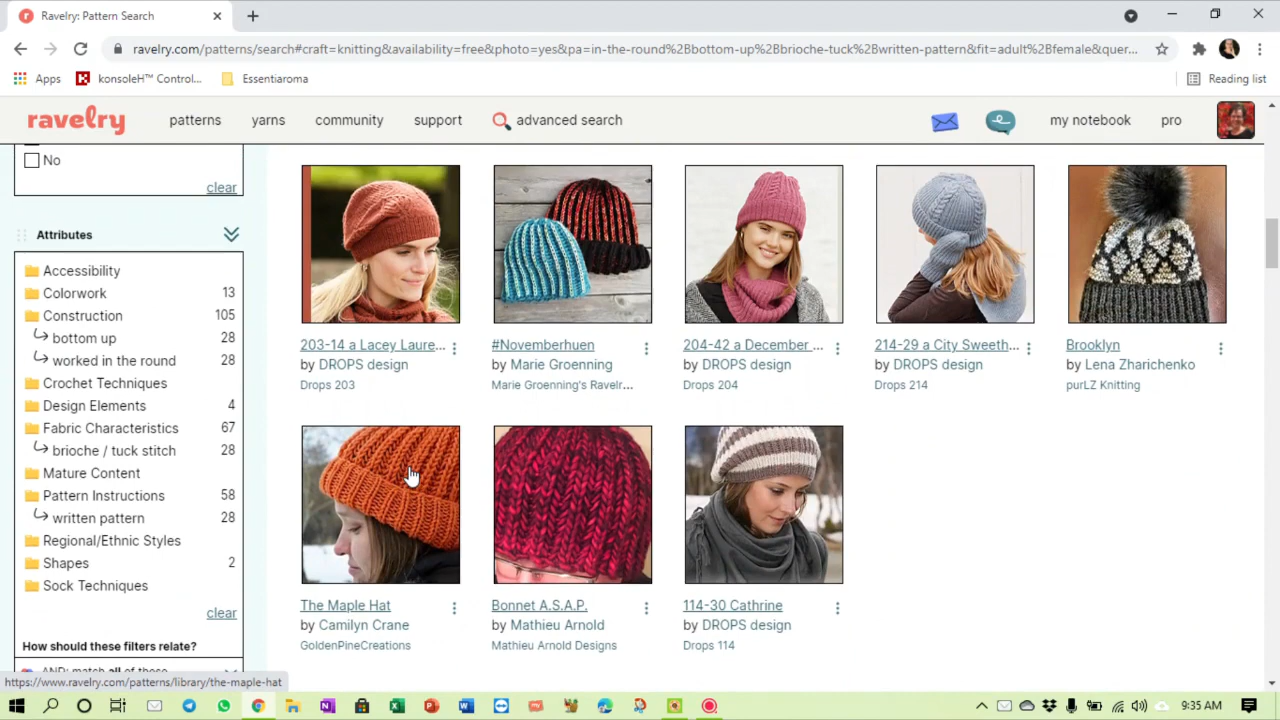 Ravelry: Pattern Search
ravelry.com/patterns/search#craft=knitting&availability=free&photo=yes&pa=in-the-round%2Bbottom-up%2Bbrioche-tuck%2Bwritten-pattern&fit=adult%2Bfemale&quer...
Apps konsoleH™ Control... Essentiaroma Reading list
ravelry patterns yarns community support advanced search my notebook pro
No
clear
Attributes
Accessibility
Colorwork 13
Construction 105
bottom up 28
worked in the round 28
Crochet Techniques
Design Elements 4
Fabric Characteristics 67
brioche / tuck stitch 28
Mature Content
Pattern Instructions 58
written pattern 28
Regional/Ethnic Styles
Shapes 2
Sock Techniques
clear
How should these filters relate?
AND: match all of these
203-14 a Lacey Laure...
by DROPS design
Drops 203
#Novemberhuen
by Marie Groenning
Marie Groenning's Ravelr...
204-42 a December ...
by DROPS design
Drops 204
214-29 a City Sweeth...
by DROPS design
Drops 214
Brooklyn
by Lena Zharichenko
purLZ Knitting
The Maple Hat
by Camilyn Crane
GoldenPineCreations
Bonnet A.S.A.P.
by Mathieu Arnold
Mathieu Arnold Designs
114-30 Cathrine
by DROPS design
Drops 114
https://www.ravelry.com/patterns/library/the-maple-hat
9:35 AM